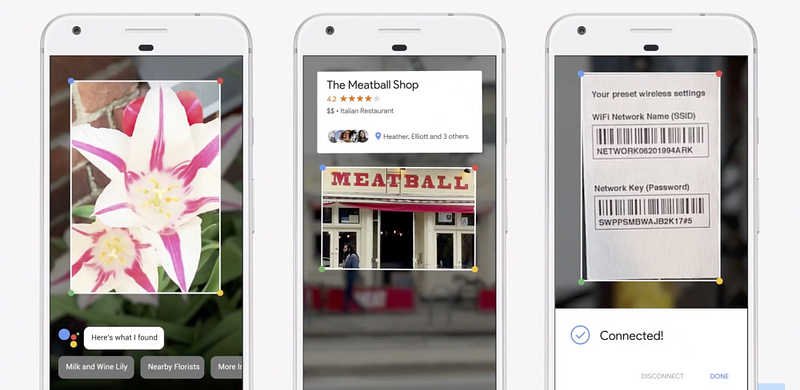 Here's what I found
Milk and Wine Lily
Nearby Florists
More
The Meatball Shop
4.2
$$ • Italian Restaurant
Heather, Elliott and 3 others
MEATBALL
Your preset wireless settings
WiFi Network Name (SSID)
NETWORK06201994ARK
Network Key (Password)
SWPPSMBWAJB2K17#5
Connected!
DISCONNECT
DONE